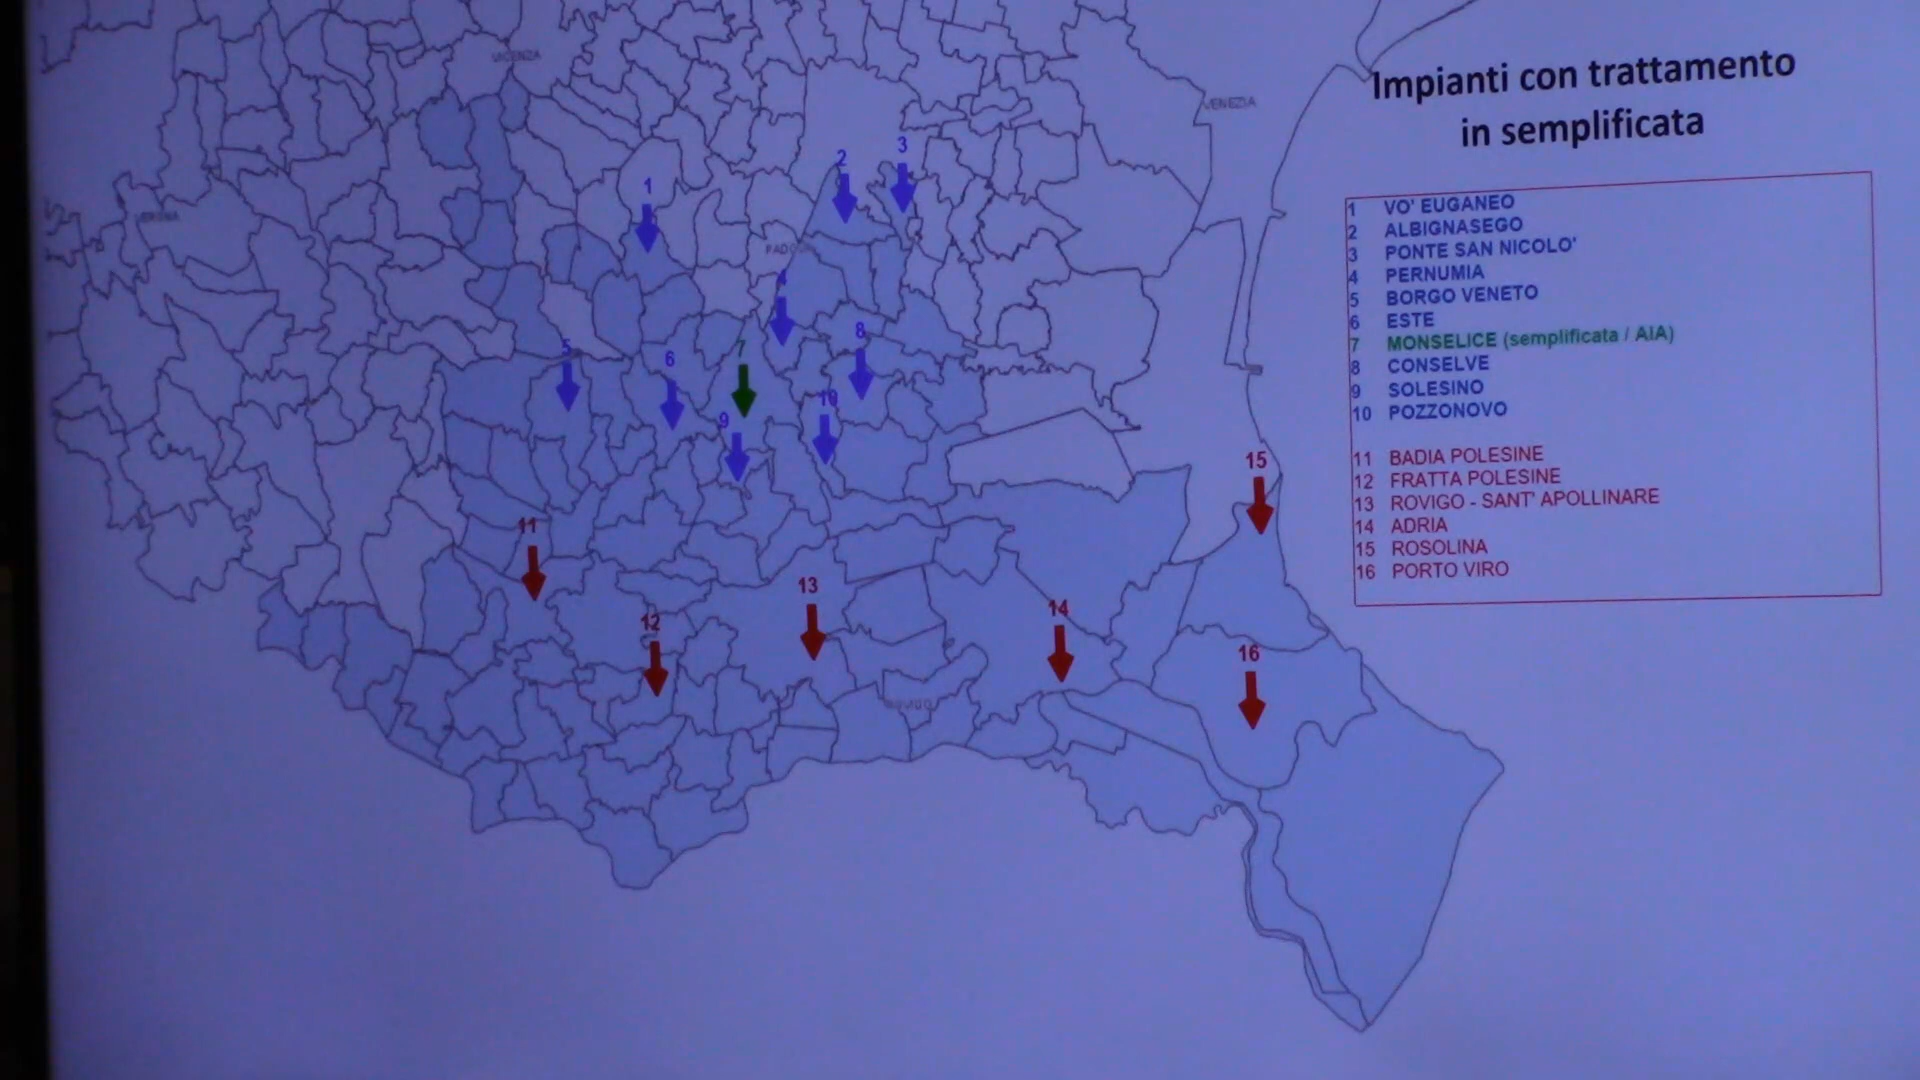 Impianti con trattamento
in semplificata
1 VO' EUGANEO
2 ALBIGNASEGO
3 PONTE SAN NICOLO'
4 PERNUMIA
5 BORGO VENETO
6 ESTE
7 MONSELICE (semplificata / AIA)
8 CONSELVE
9 SOLESINO
10 POZZONOVO
11 BADIA POLESINE
12 FRATTA POLESINE
13 ROVIGO - SANT' APOLLINARE
14 ADRIA
15 ROSOLINA
16 PORTO VIRO
VICENZA
VENEZIA
VERONA
PADOVA
ROVIGO
1
2
3
4
5
6
7
8
9
10
11
12
13
14
15
16